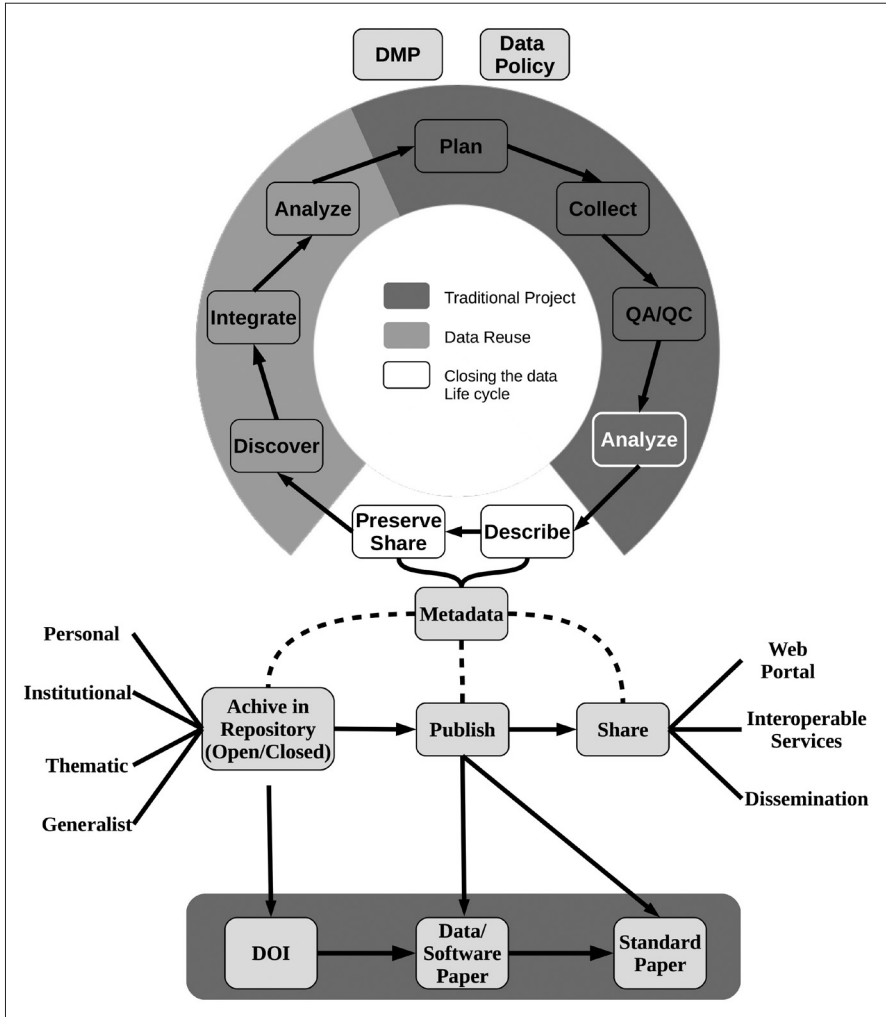 DMP
Data
Policy
Plan
Analyze
Collect
Integrate
QA/QC
Traditional Project
Data Reuse
Closing the data
Life cycle
Discover
Analyze
Preserve
Share
Describe
Metadata
Personal
Institutional
Thematic
Generalist
Achive in
Repository
(Open/Closed)
Publish
Share
Web
Portal
Interoperable
Services
Dissemination
DOI
Data/
Software
Paper
Standard
Paper